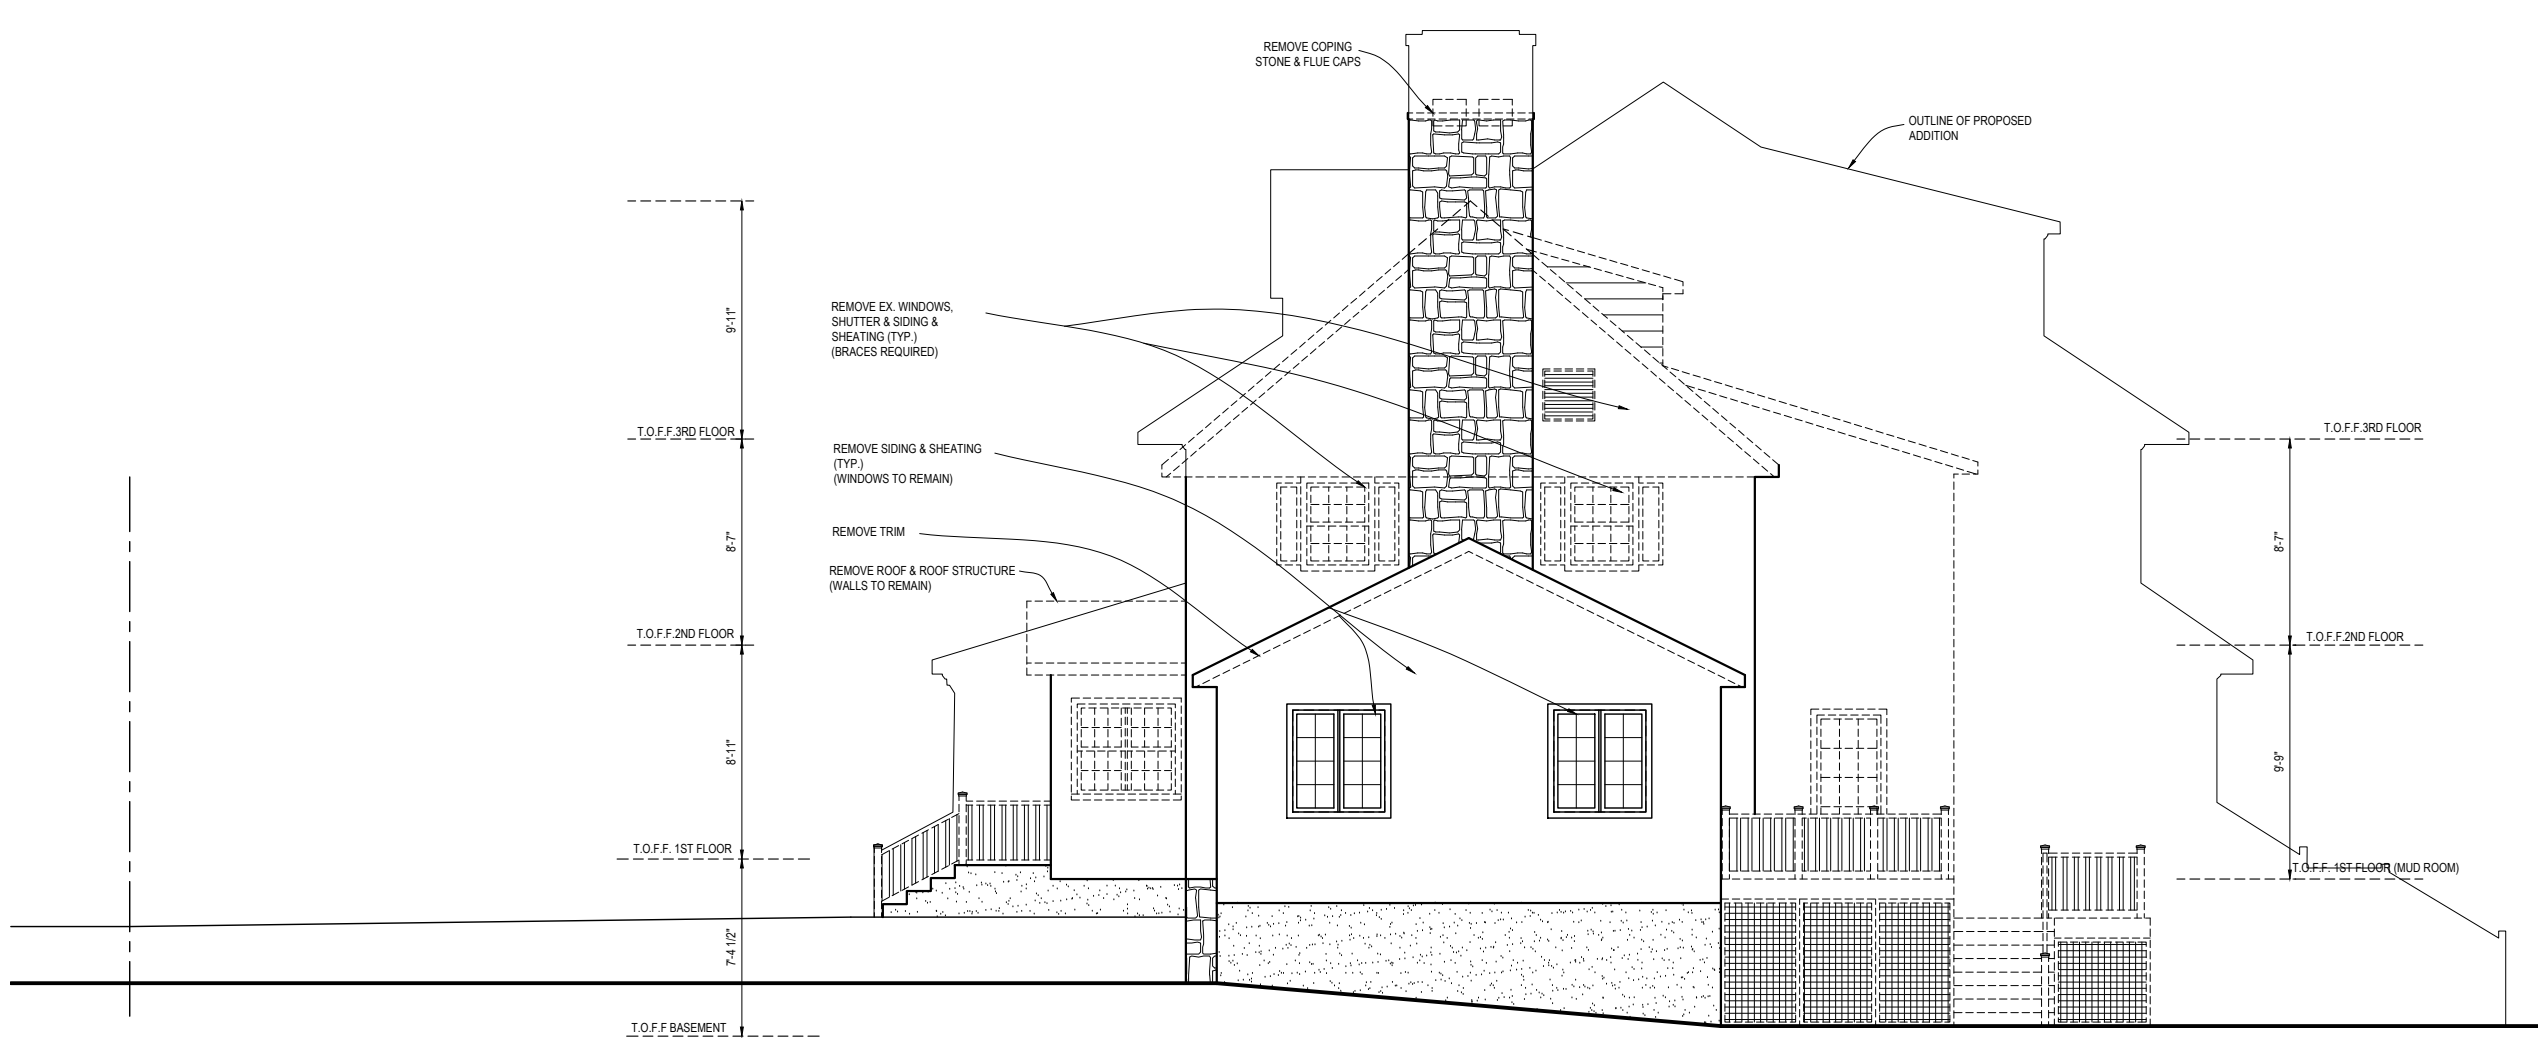 REMOVE COPING
STONE & FLUE CAPS
OUTLINE OF PROPOSED
ADDITION
REMOVE EX. WINDOWS,
SHUTTER & SIDING &
SHEATING (TYP.)
(BRACES REQUIRED)
9'-11"
T.O.F.F.3RD FLOOR
T.O.F.F.3RD FLOOR
REMOVE SIDING & SHEATING
(TYP.)
(WINDOWS TO REMAIN)
REMOVE TRIM
8'-7"
8'-7"
REMOVE ROOF & ROOF STRUCTURE
(WALLS TO REMAIN)
T.O.F.F.2ND FLOOR
T.O.F.F.2ND FLOOR
8'-11"
9'-9"
T.O.F.F. 1ST FLOOR
T.O.F.F. 1ST FLOOR (MUD ROOM)
7'-4 1/2"
T.O.F.F BASEMENT